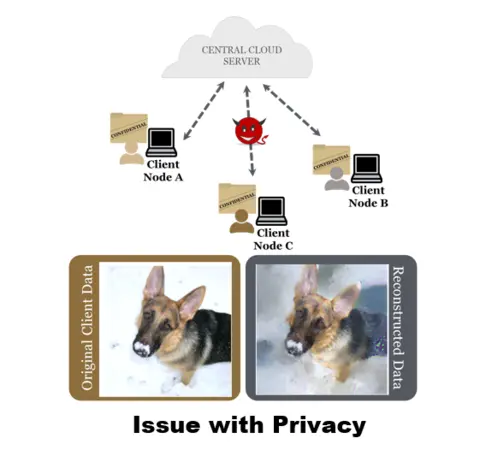 CENTRAL CLOUD
SERVER
CONFIDENTIAL
Client
Node A
CONFIDENTIAL
Client
Node B
CONFIDENTIAL
Client
Node C
Original Client Data
Reconstructed Data
Issue with Privacy